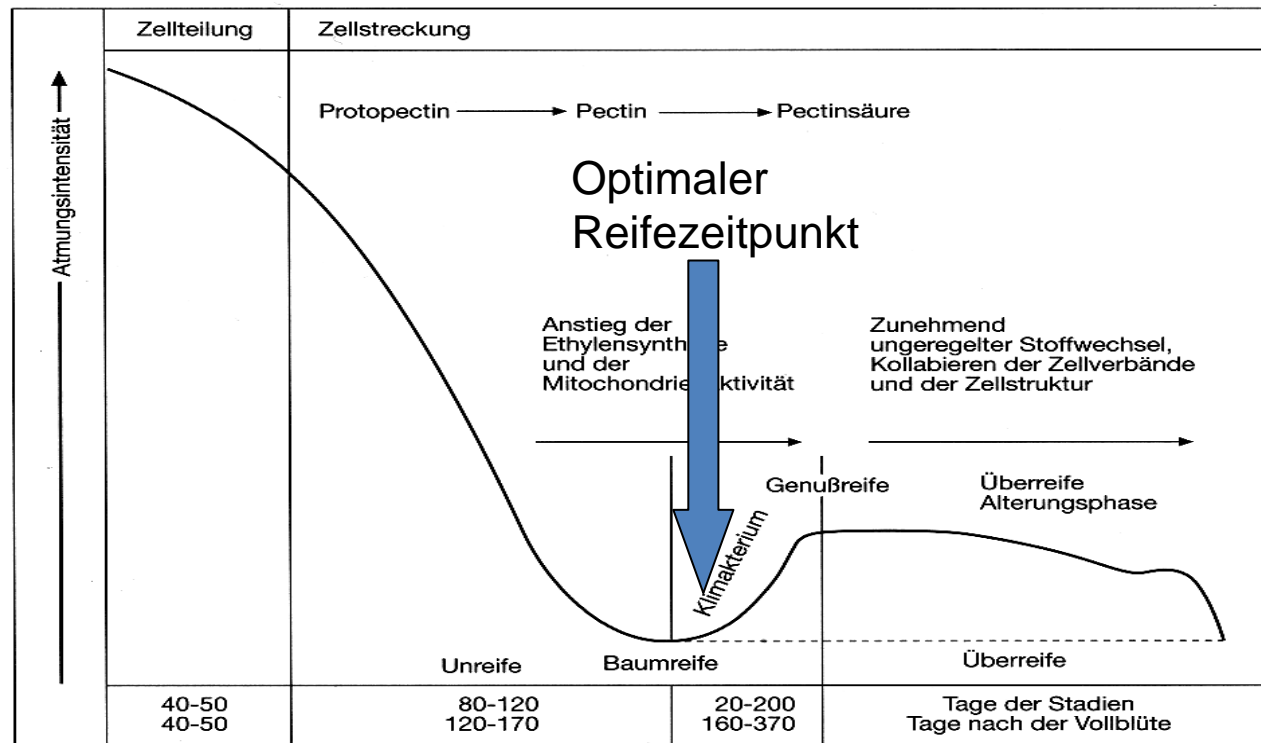 Zellteilung
Zellstreckung
Atmungsintensität
Protopectin
Pectin
Pectinsäure
Optimaler
Reifezeitpunkt
Anstieg der
Ethylensynth
und der
Mitochondrie ktivität
Zunehmend
ungeregelter Stoffwechsel,
Kollabieren der Zellverbände
und der Zellstruktur
Genußreife
Überreife
Alterungsphase
Klimakterium
Unreife
Baumreife
Überreife
40-50
80-120
20-200
Tage der Stadien
40-50
120-170
160-370
Tage nach der Vollblüte